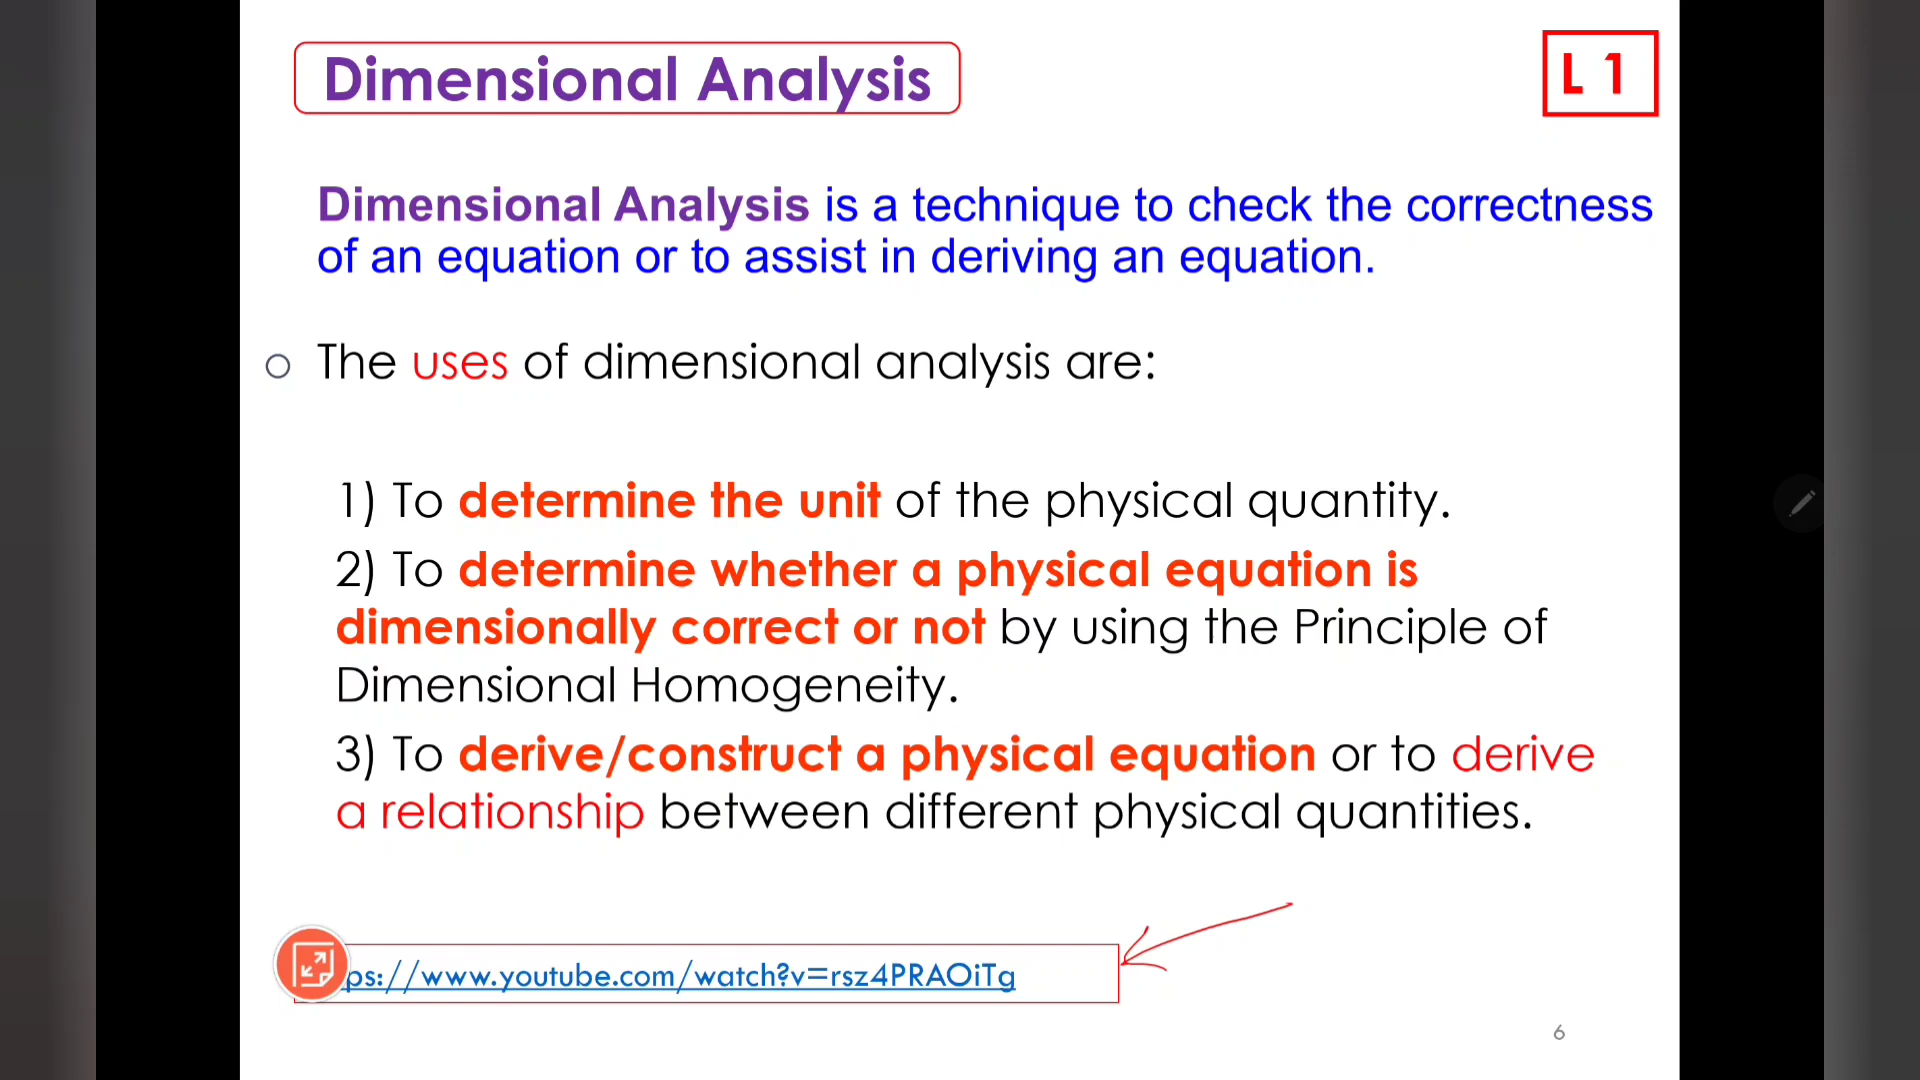 Dimensional Analysis
L 1
Dimensional Analysis is a technique to check the correctness
of an equation or to assist in deriving an equation.
The uses of dimensional analysis are:
1) To determine the unit of the physical quantity.
2) To determine whether a physical equation is
dimensionally correct or not by using the Principle of
Dimensional Homogeneity.
3) To derive/construct a physical equation or to derive
a relationship between different physical quantities.
ps://www.youtube.com/watch?v=rsz4PRAOiTg
6